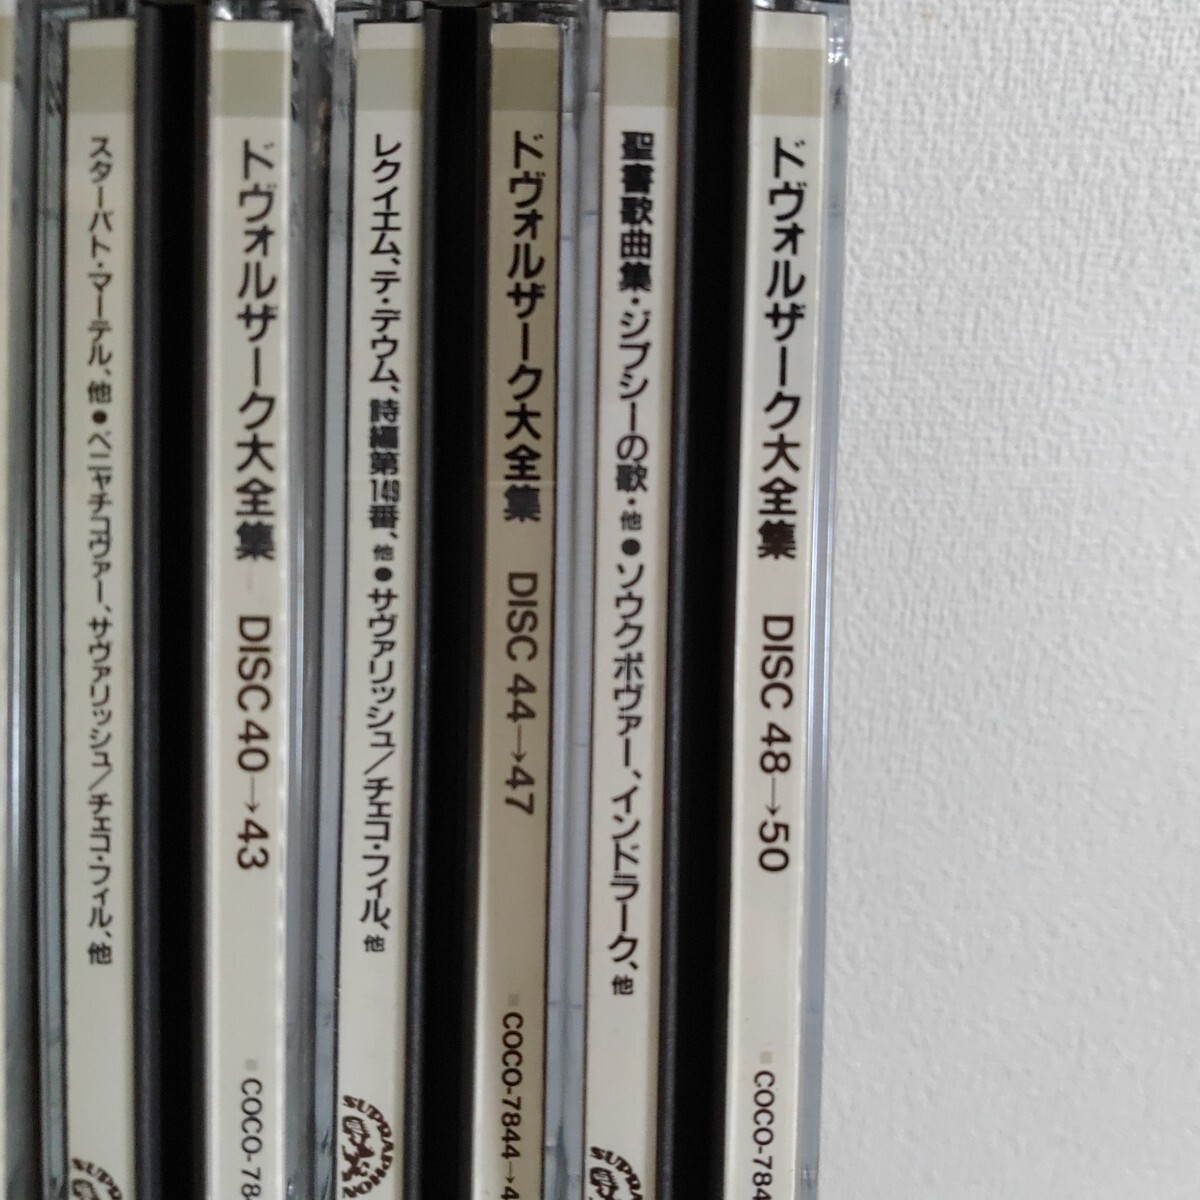 スターバト・マーテル、他●ベニャチコヴァー、サヴァリッシュ／チェコ・フィル、他
ドヴォルザーク大全集 DISC 40→43 COCO-78
レクイエム、テ・デウム、詩編第149番、他●サヴァリッシュ／チェコ・フィル、他
SUPRAPHON
ドヴォルザーク大全集 DISC 44→47 COCO-7844→4
聖書歌曲集・ジプシーの歌・他●ソウクポヴァー、インドラーク、他
ドヴォルザーク大全集 DISC 48→50 COCO-784